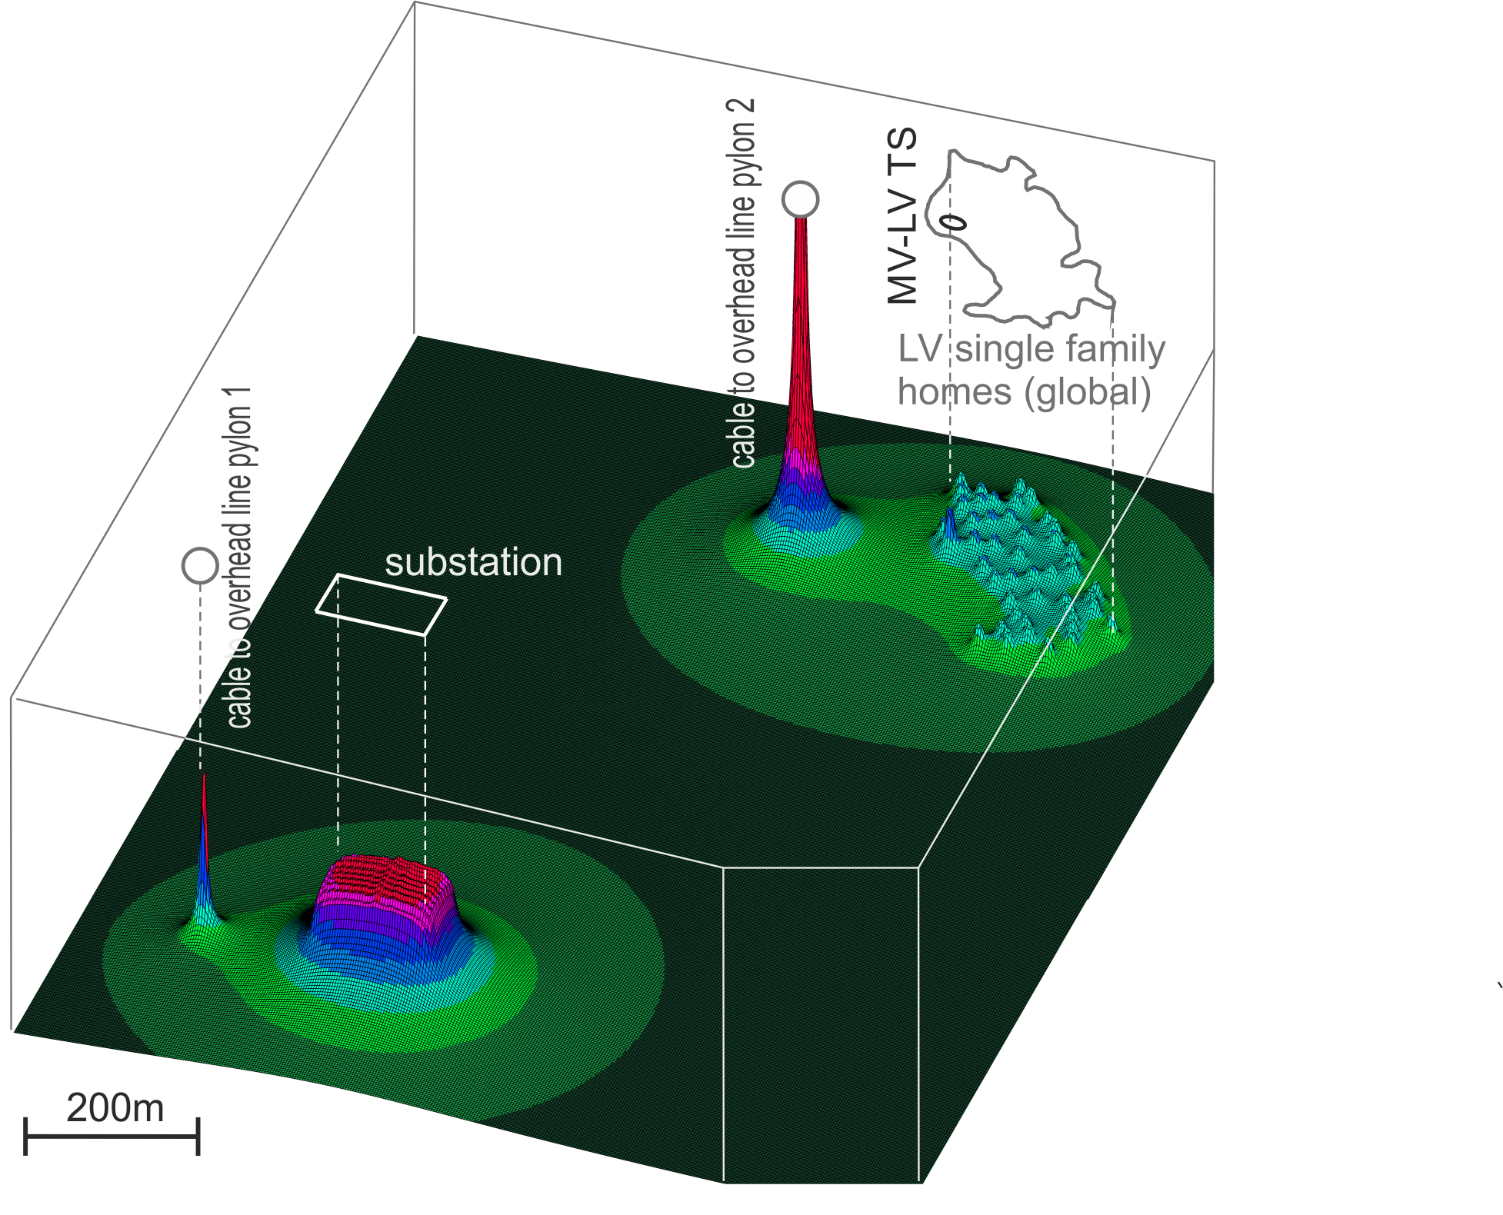 cable to overhead line pylon 2
MV-LV TS
LV single family
homes (global)
cable to overhead line pylon 1
substation
200m